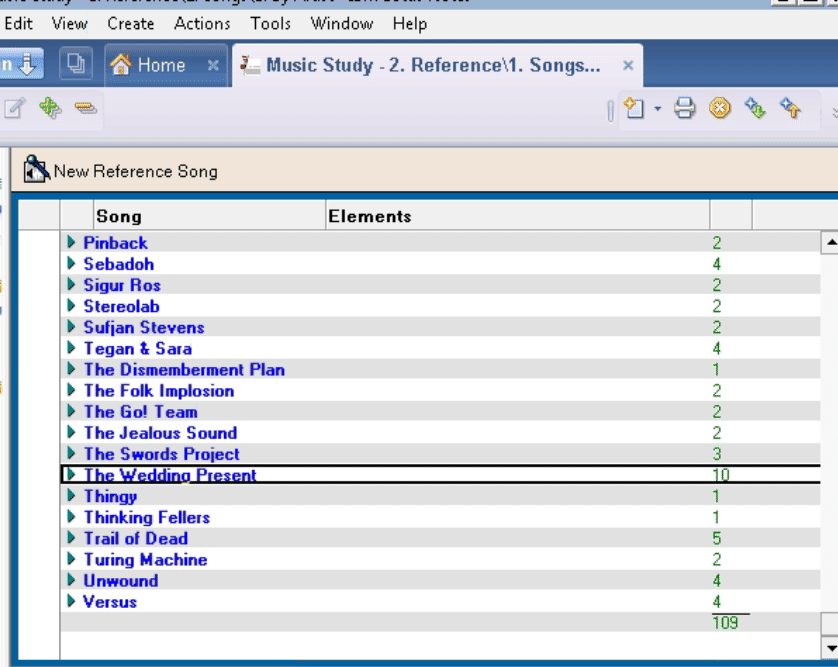 Edit View Create Actions Tools Window Help
n Home × Music Study - 2. Reference\1. Songs... ×
New Reference Song
Song Elements
Pinback 2
Sebadoh 4
Sigur Ros 2
Stereolab 2
Sufjan Stevens 2
Tegan & Sara 4
The Dismemberment Plan 1
The Folk Implosion 2
The Go! Team 2
The Jealous Sound 2
The Swords Project 3
The Wedding Present 10
Thingy 1
Thinking Fellers 1
Trail of Dead 5
Turing Machine 2
Unwound 4
Versus 4
109